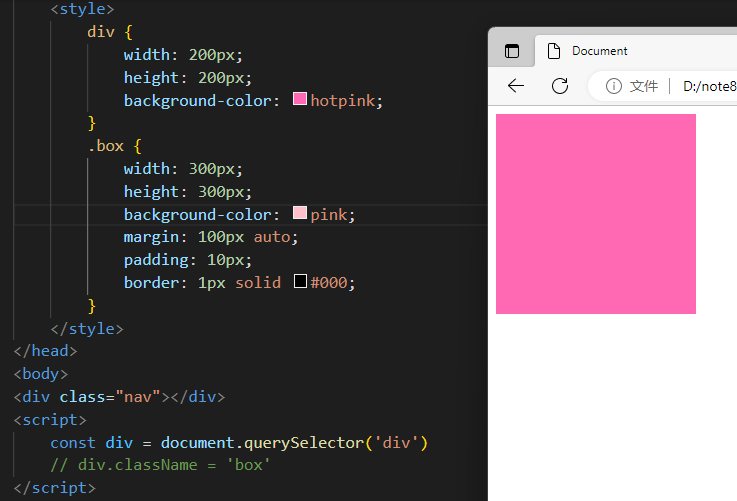 <style>
div {
width: 200px;
height: 200px;
background-color: hotpink;
}
.box {
width: 300px;
height: 300px;
background-color: pink;
margin: 100px auto;
padding: 10px;
border: 1px solid #000;
}
</style>
</head>
<body>
<div class="nav"></div>
<script>
const div = document.querySelector('div')
// div.className = 'box'
</script>
Document
文件 D:/note8